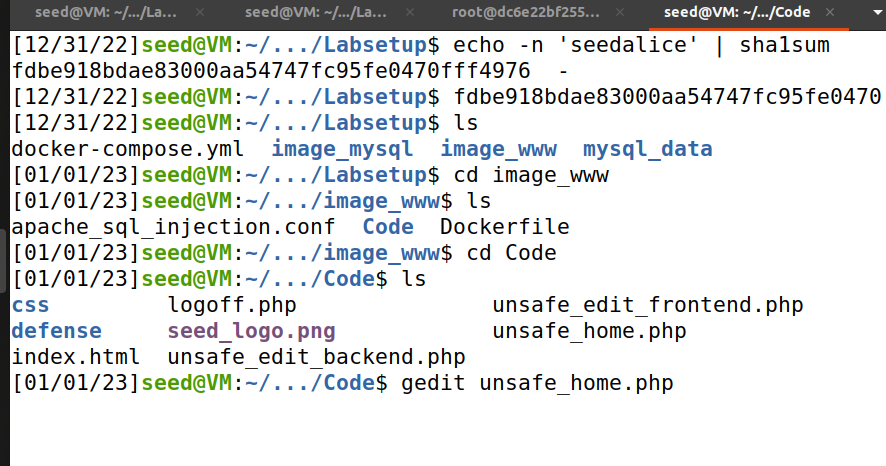 seed@VM: ~/.../La... × seed@VM: ~/.../La... × root@dc6e22bf255... × seed@VM: ~/.../Code ×
[12/31/22]seed@VM:~/.../Labsetup$ echo -n 'seedalice' | sha1sum
fdbe918bdae83000aa54747fc95fe0470fff4976  -
[12/31/22]seed@VM:~/.../Labsetup$ fdbe918bdae83000aa54747fc95fe0470
[12/31/22]seed@VM:~/.../Labsetup$ ls
docker-compose.yml  image_mysql  image_www  mysql_data
[01/01/23]seed@VM:~/.../Labsetup$ cd image_www
[01/01/23]seed@VM:~/.../image_www$ ls
apache_sql_injection.conf  Code  Dockerfile
[01/01/23]seed@VM:~/.../image_www$ cd Code
[01/01/23]seed@VM:~/.../Code$ ls
css         logoff.php               unsafe_edit_frontend.php
defense     seed_logo.png            unsafe_home.php
index.html  unsafe_edit_backend.php
[01/01/23]seed@VM:~/.../Code$ gedit unsafe_home.php